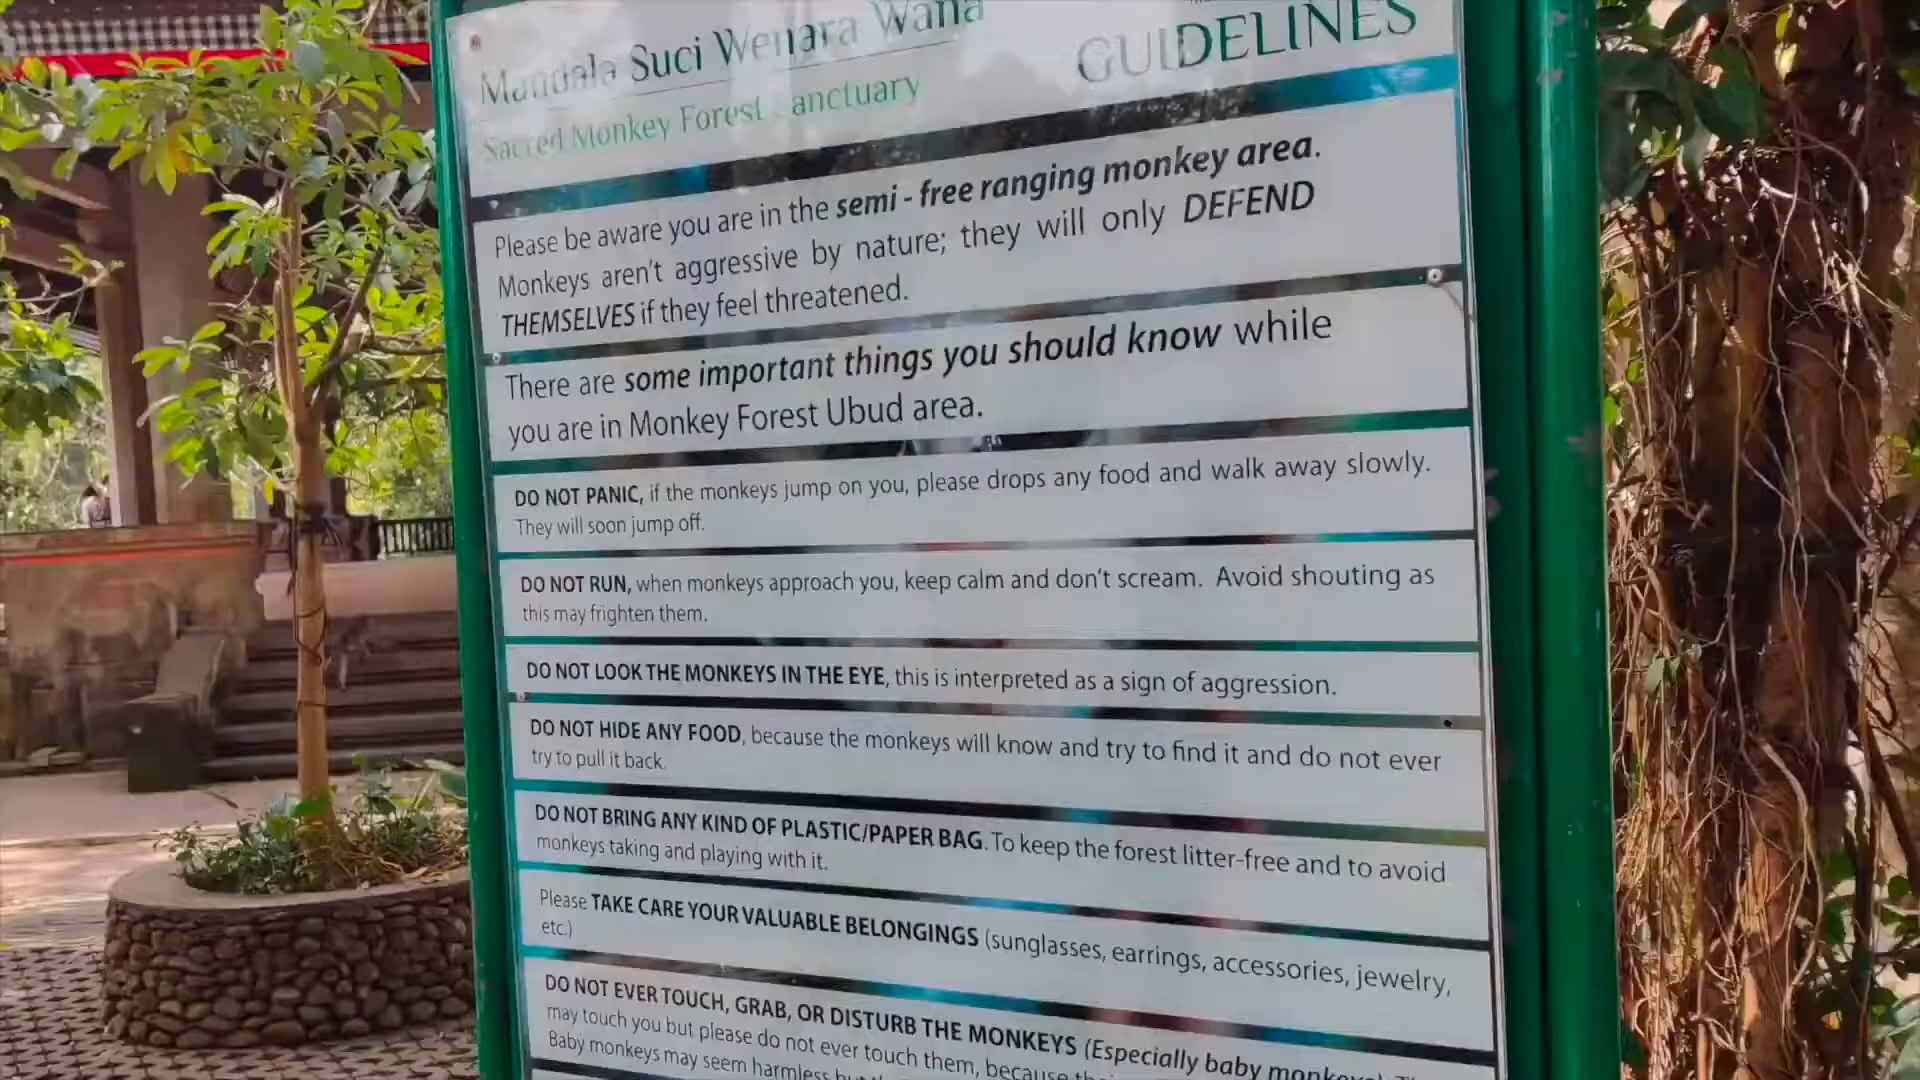 Mandala Suci Wenara Wana
Sacred Monkey Forest Sanctuary
GUIDELINES
Please be aware you are in the semi - free ranging monkey area.
Monkeys aren't aggressive by nature; they will only DEFEND
THEMSELVES if they feel threatened.
There are some important things you should know while
you are in Monkey Forest Ubud area.
DO NOT PANIC, if the monkeys jump on you, please drops any food and walk away slowly.
They will soon jump off.
DO NOT RUN, when monkeys approach you, keep calm and don't scream. Avoid shouting as
this may frighten them.
DO NOT LOOK THE MONKEYS IN THE EYE, this is interpreted as a sign of aggression.
DO NOT HIDE ANY FOOD, because the monkeys will know and try to find it and do not ever
try to pull it back.
DO NOT BRING ANY KIND OF PLASTIC/PAPER BAG. To keep the forest litter-free and to avoid
monkeys taking and playing with it.
Please TAKE CARE YOUR VALUABLE BELONGINGS (sunglasses, earrings, accessories, jewelry,
etc.)
DO NOT EVER TOUCH, GRAB, OR DISTURB THE MONKEYS (Especially baby
may touch you but please do not ever touch them, because
Baby monkeys may seem harmless